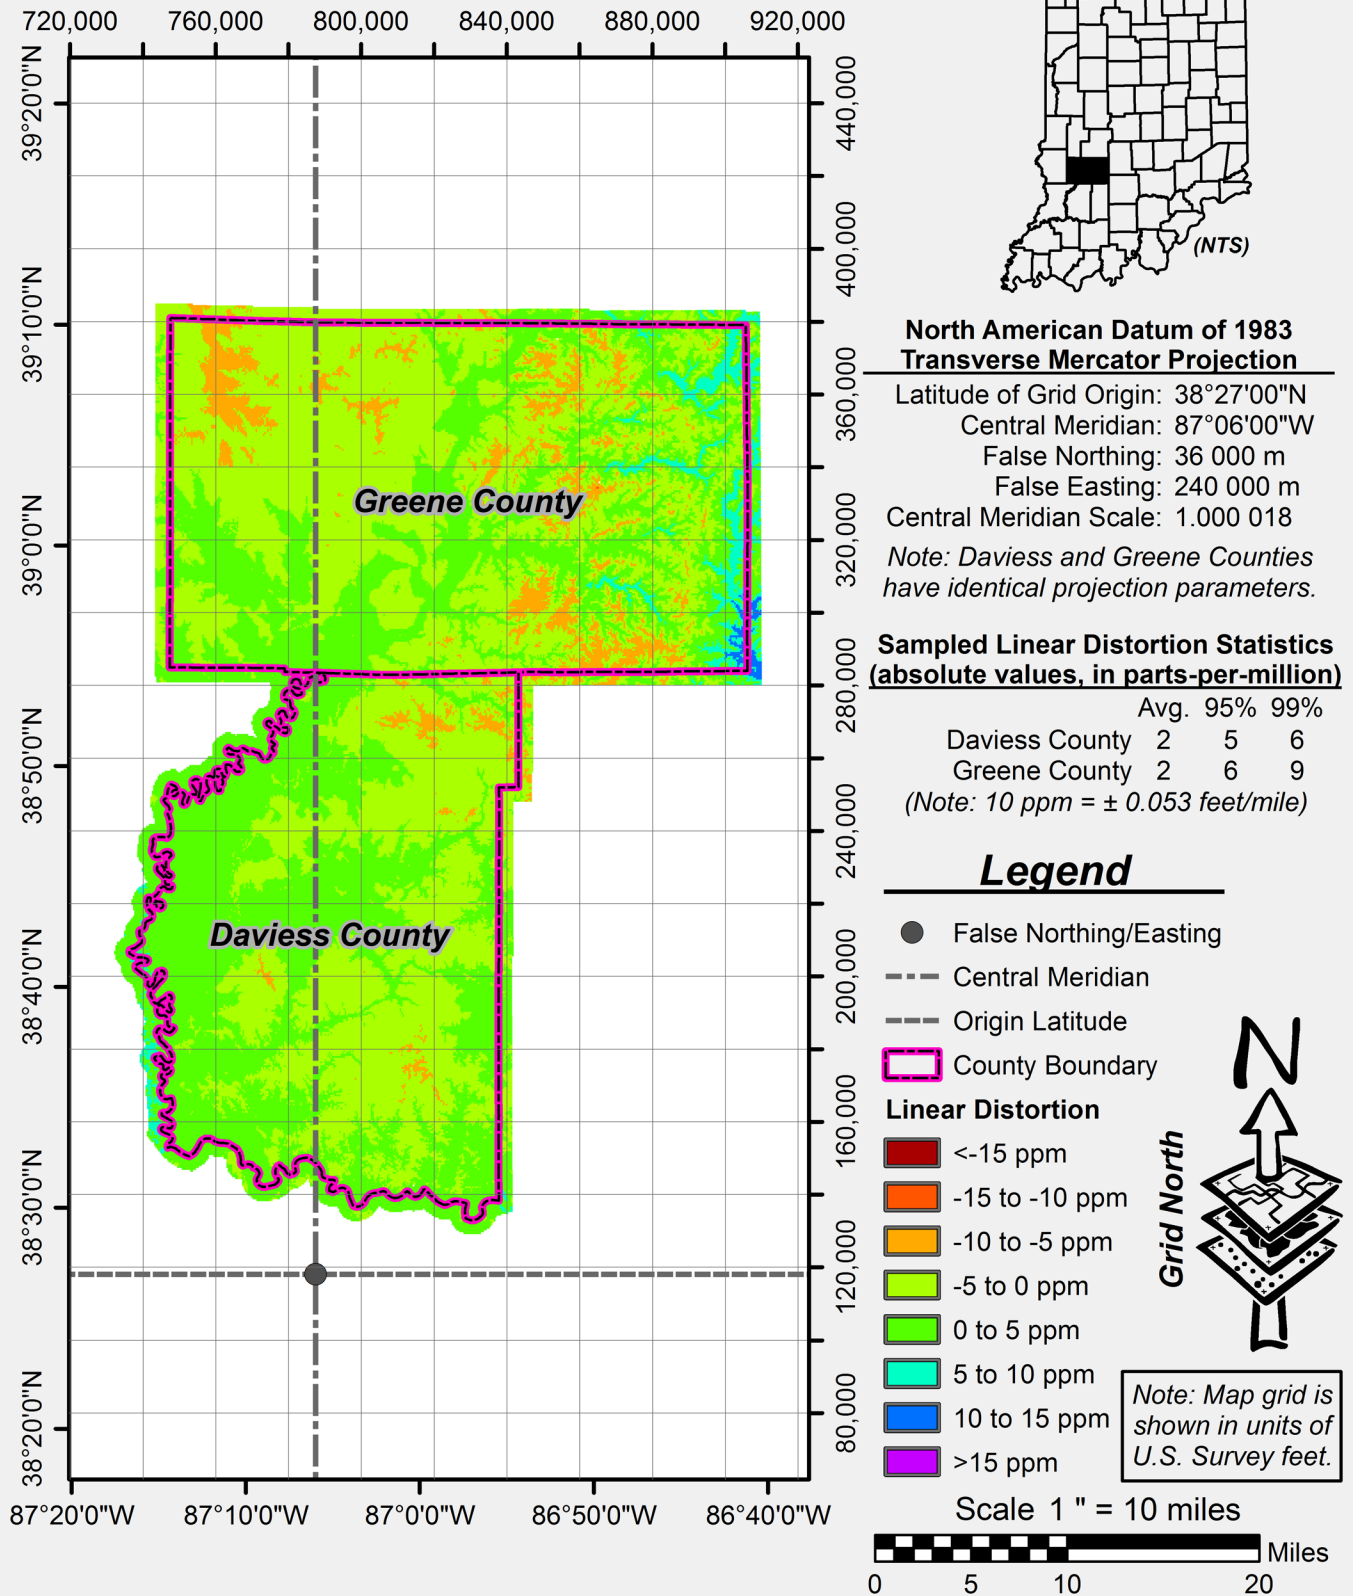 720,000 760,000 800,000 840,000 880,000 920,000
39°20'0"N
39°10'0"N
39°0'0"N
38°50'0"N
38°40'0"N
38°30'0"N
38°20'0"N
Greene County
Daviess County
440,000
400,000
360,000
320,000
280,000
240,000
200,000
160,000
120,000
80,000
87°20'0"W 87°10'0"W 87°0'0"W 86°50'0"W 86°40'0"W
(NTS)
North American Datum of 1983
Transverse Mercator Projection
Latitude of Grid Origin: 38°27'00"N
Central Meridian: 87°06'00"W
False Northing: 36 000 m
False Easting: 240 000 m
Central Meridian Scale: 1.000 018
Note: Daviess and Greene Counties
have identical projection parameters.
Sampled Linear Distortion Statistics
(absolute values, in parts-per-million)
Avg. 95% 99%
Daviess County 2 5 6
Greene County 2 6 9
(Note: 10 ppm = ± 0.053 feet/mile)
Legend
False Northing/Easting
Central Meridian
Origin Latitude
County Boundary
Linear Distortion
<-15 ppm
-15 to -10 ppm
-10 to -5 ppm
-5 to 0 ppm
0 to 5 ppm
5 to 10 ppm
10 to 15 ppm
>15 ppm
N
Grid North
Note: Map grid is
shown in units of
U.S. Survey feet.
Scale 1 " = 10 miles
Miles
0 5 10 20